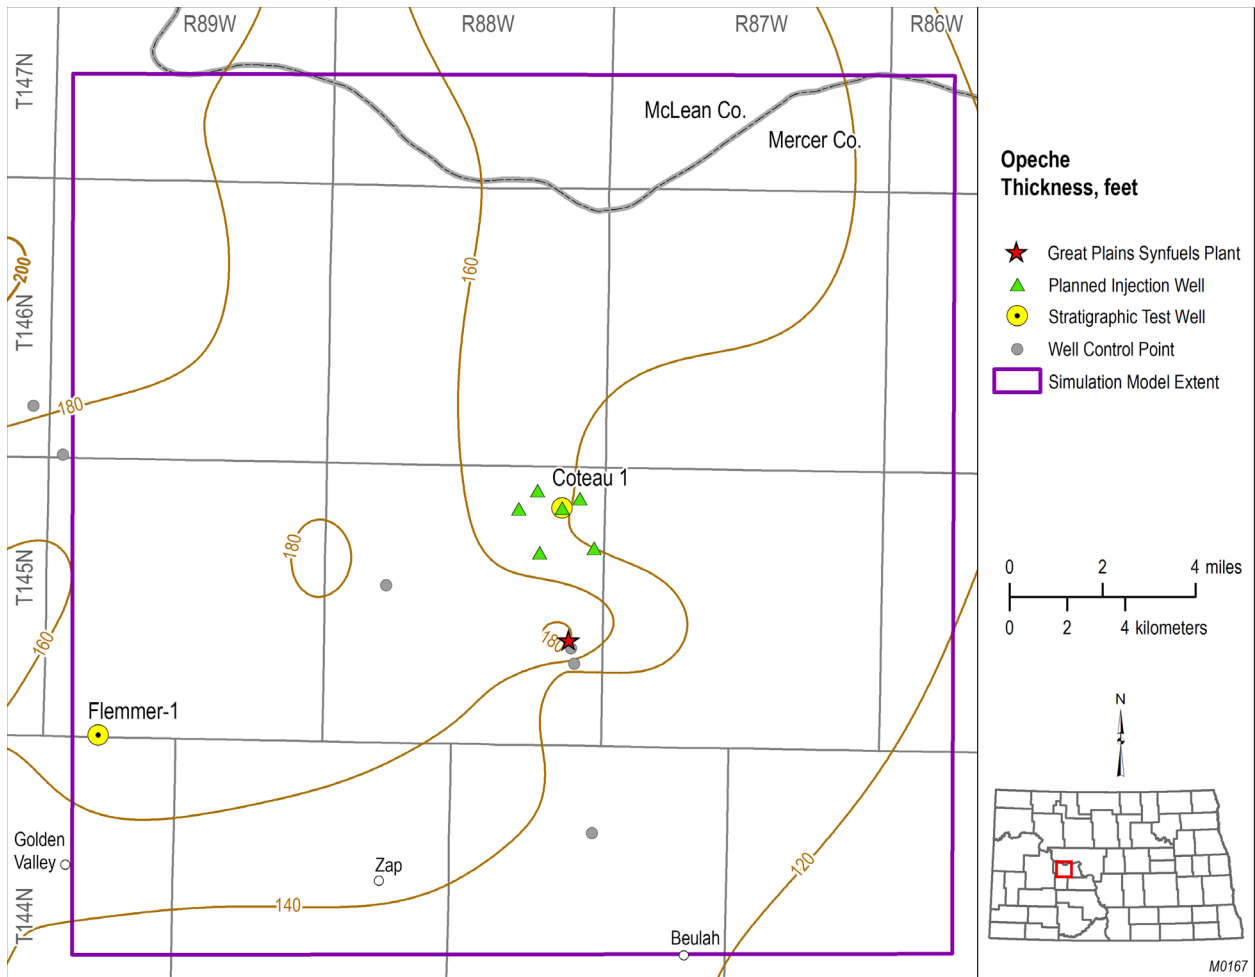 R89W
R88W
R87W
R86W
T147N
McLean Co.
Mercer Co.
160
200
T146N
180
Coteau 1
180
T145N
160
180
Flemmer-1
Golden
Valley
Zap
120
T144N
140
Beulah
Opeche
Thickness, feet
Great Plains Synfuels Plant
Planned Injection Well
Stratigraphic Test Well
Well Control Point
Simulation Model Extent
0 2 4 miles
0 2 4 kilometers
N
M0167